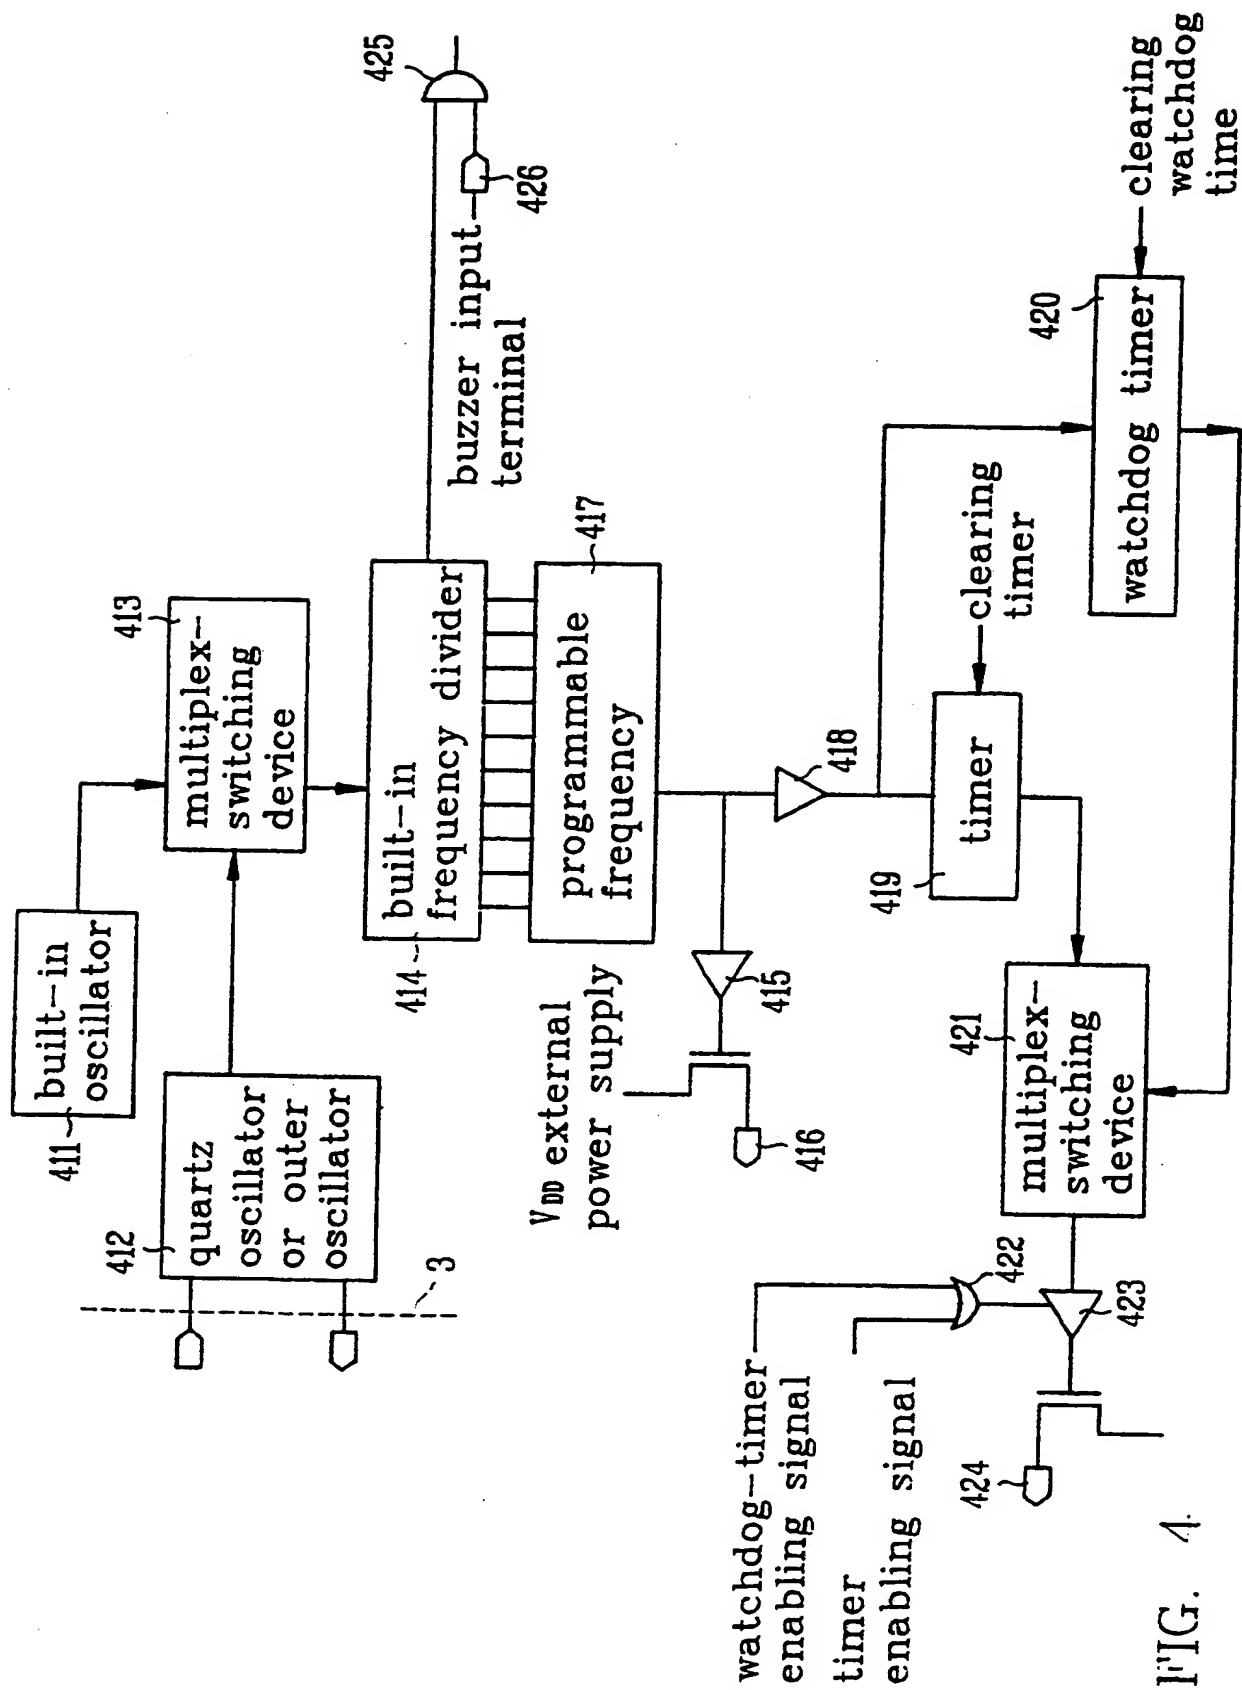 411
built-in
oscillator
412
quartz
oscillator
or outer
oscillator
3
413
multiplex-
switching
device
414
built-in
frequency divider
425
426
buzzer input
terminal
417
programmable
frequency
VDD external
power supply
415
416
418
419
timer
clearing
timer
420
watchdog timer
clearing
watchdog
time
421
multiplex-
switching
device
422
423
424
watchdog-timer
enabling signal
timer
enabling signal
FIG. 4